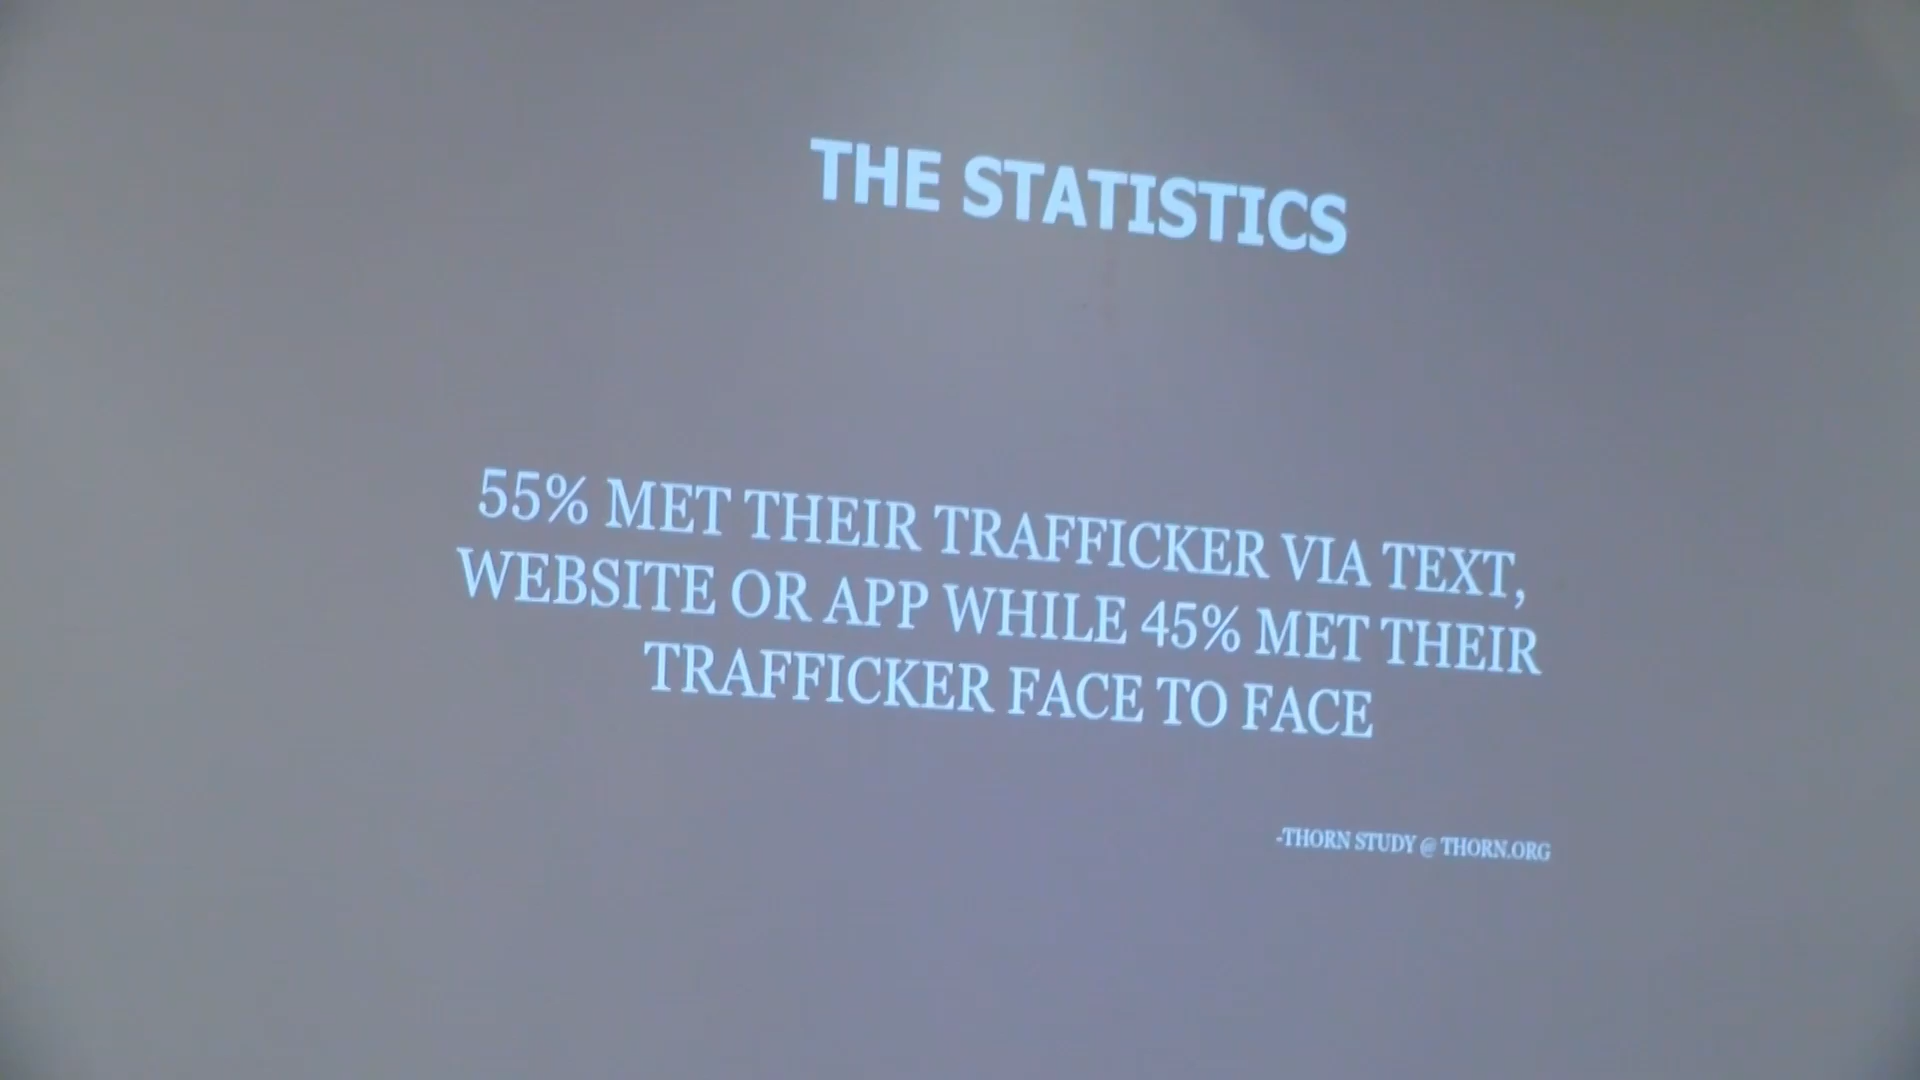 THE STATISTICS
55% MET THEIR TRAFFICKER VIA TEXT,
WEBSITE OR APP WHILE 45% MET THEIR
TRAFFICKER FACE TO FACE
-THORN STUDY @ THORN.ORG